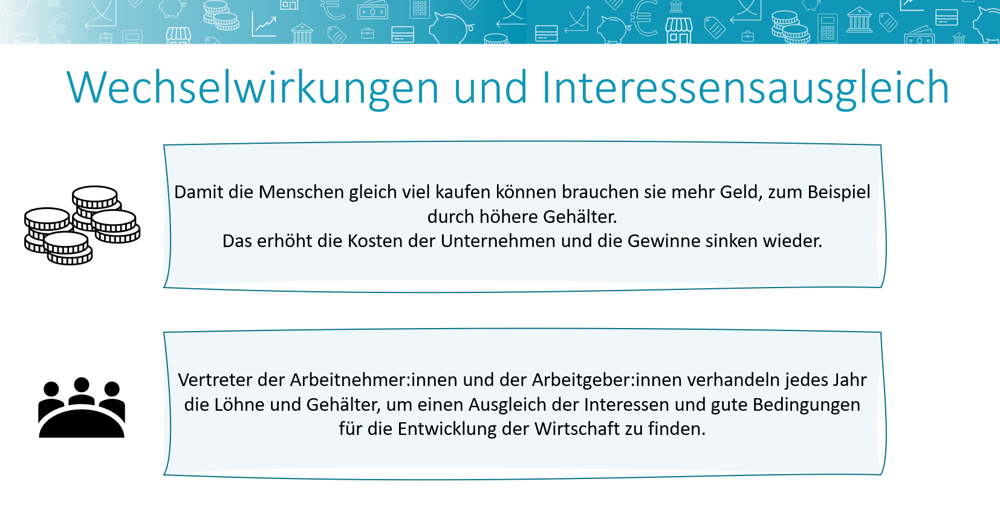 Wechselwirkungen und Interessensausgleich
Damit die Menschen gleich viel kaufen können brauchen sie mehr Geld, zum Beispiel
durch höhere Gehälter.
Das erhöht die Kosten der Unternehmen und die Gewinne sinken wieder.
Vertreter der Arbeitnehmer:innen und der Arbeitgeber:innen verhandeln jedes Jahr
die Löhne und Gehälter, um einen Ausgleich der Interessen und gute Bedingungen
für die Entwicklung der Wirtschaft zu finden.